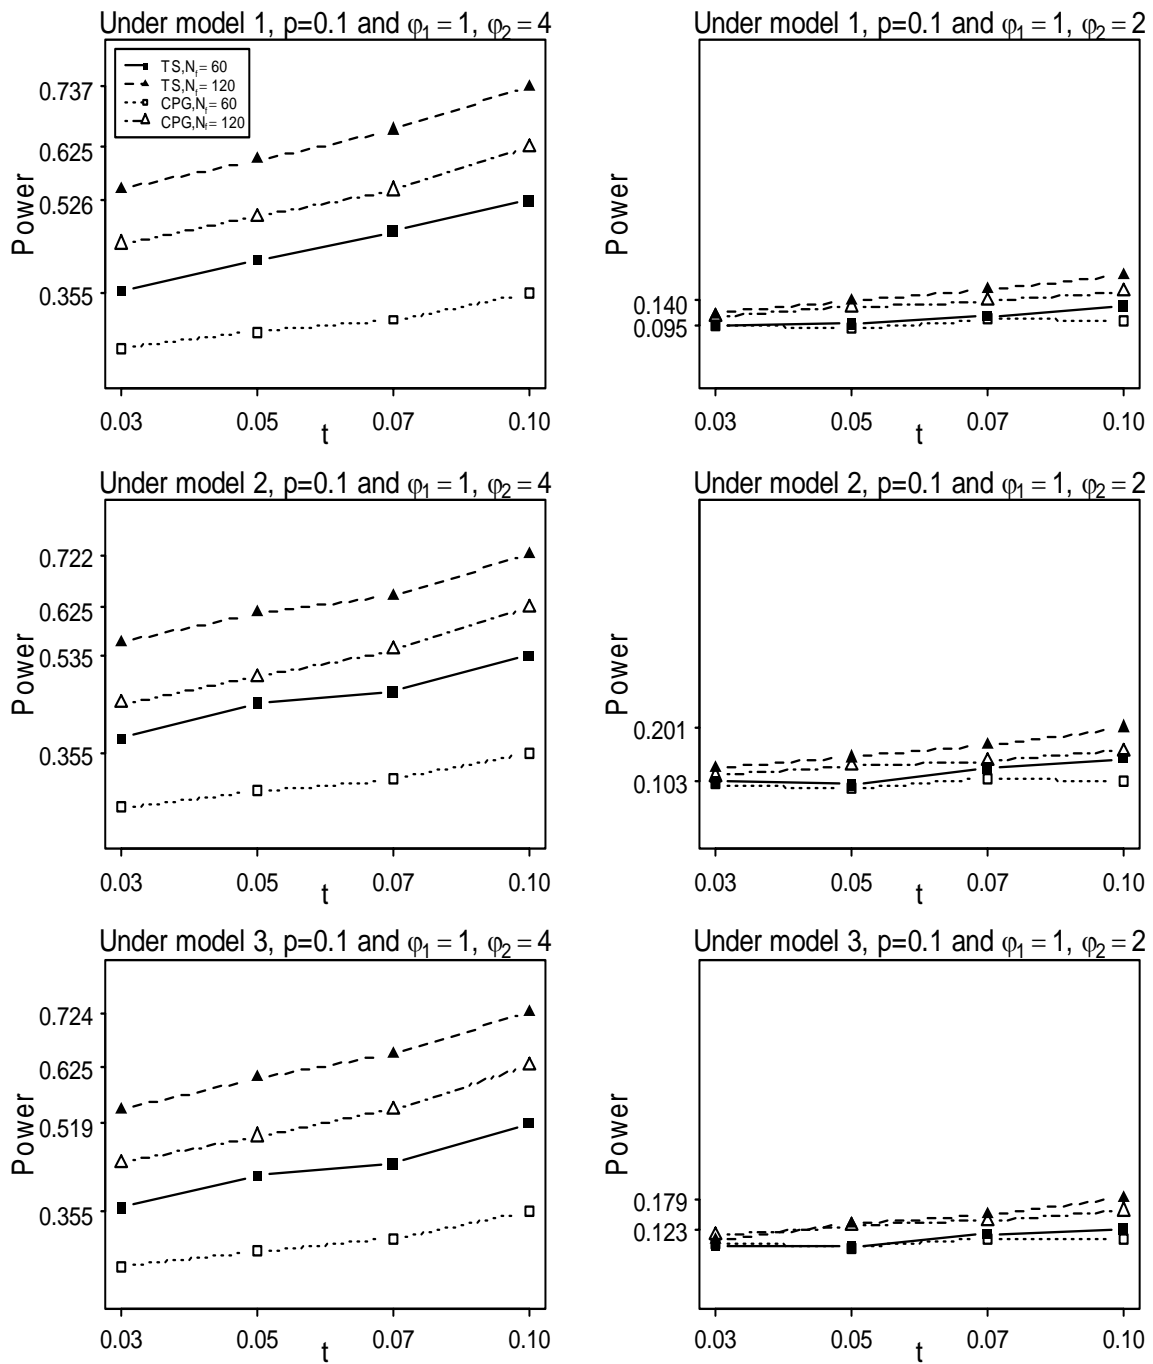 Under model 1, p=0.1 and φ₁ = 1, φ₂ = 4
TS,Nf= 60
TS,Nf= 120
CPG,Nf= 60
CPG,Nf= 120
0.737
0.625
0.526
0.355
Power
0.03 0.05 0.07 0.10
t
Under model 1, p=0.1 and φ₁ = 1, φ₂ = 2
0.140
0.095
Power
0.03 0.05 0.07 0.10
t
Under model 2, p=0.1 and φ₁ = 1, φ₂ = 4
0.722
0.625
0.535
0.355
Power
0.03 0.05 0.07 0.10
t
Under model 2, p=0.1 and φ₁ = 1, φ₂ = 2
0.201
0.103
Power
0.03 0.05 0.07 0.10
t
Under model 3, p=0.1 and φ₁ = 1, φ₂ = 4
0.724
0.625
0.519
0.355
Power
0.03 0.05 0.07 0.10
t
Under model 3, p=0.1 and φ₁ = 1, φ₂ = 2
0.179
0.123
Power
0.03 0.05 0.07 0.10
t